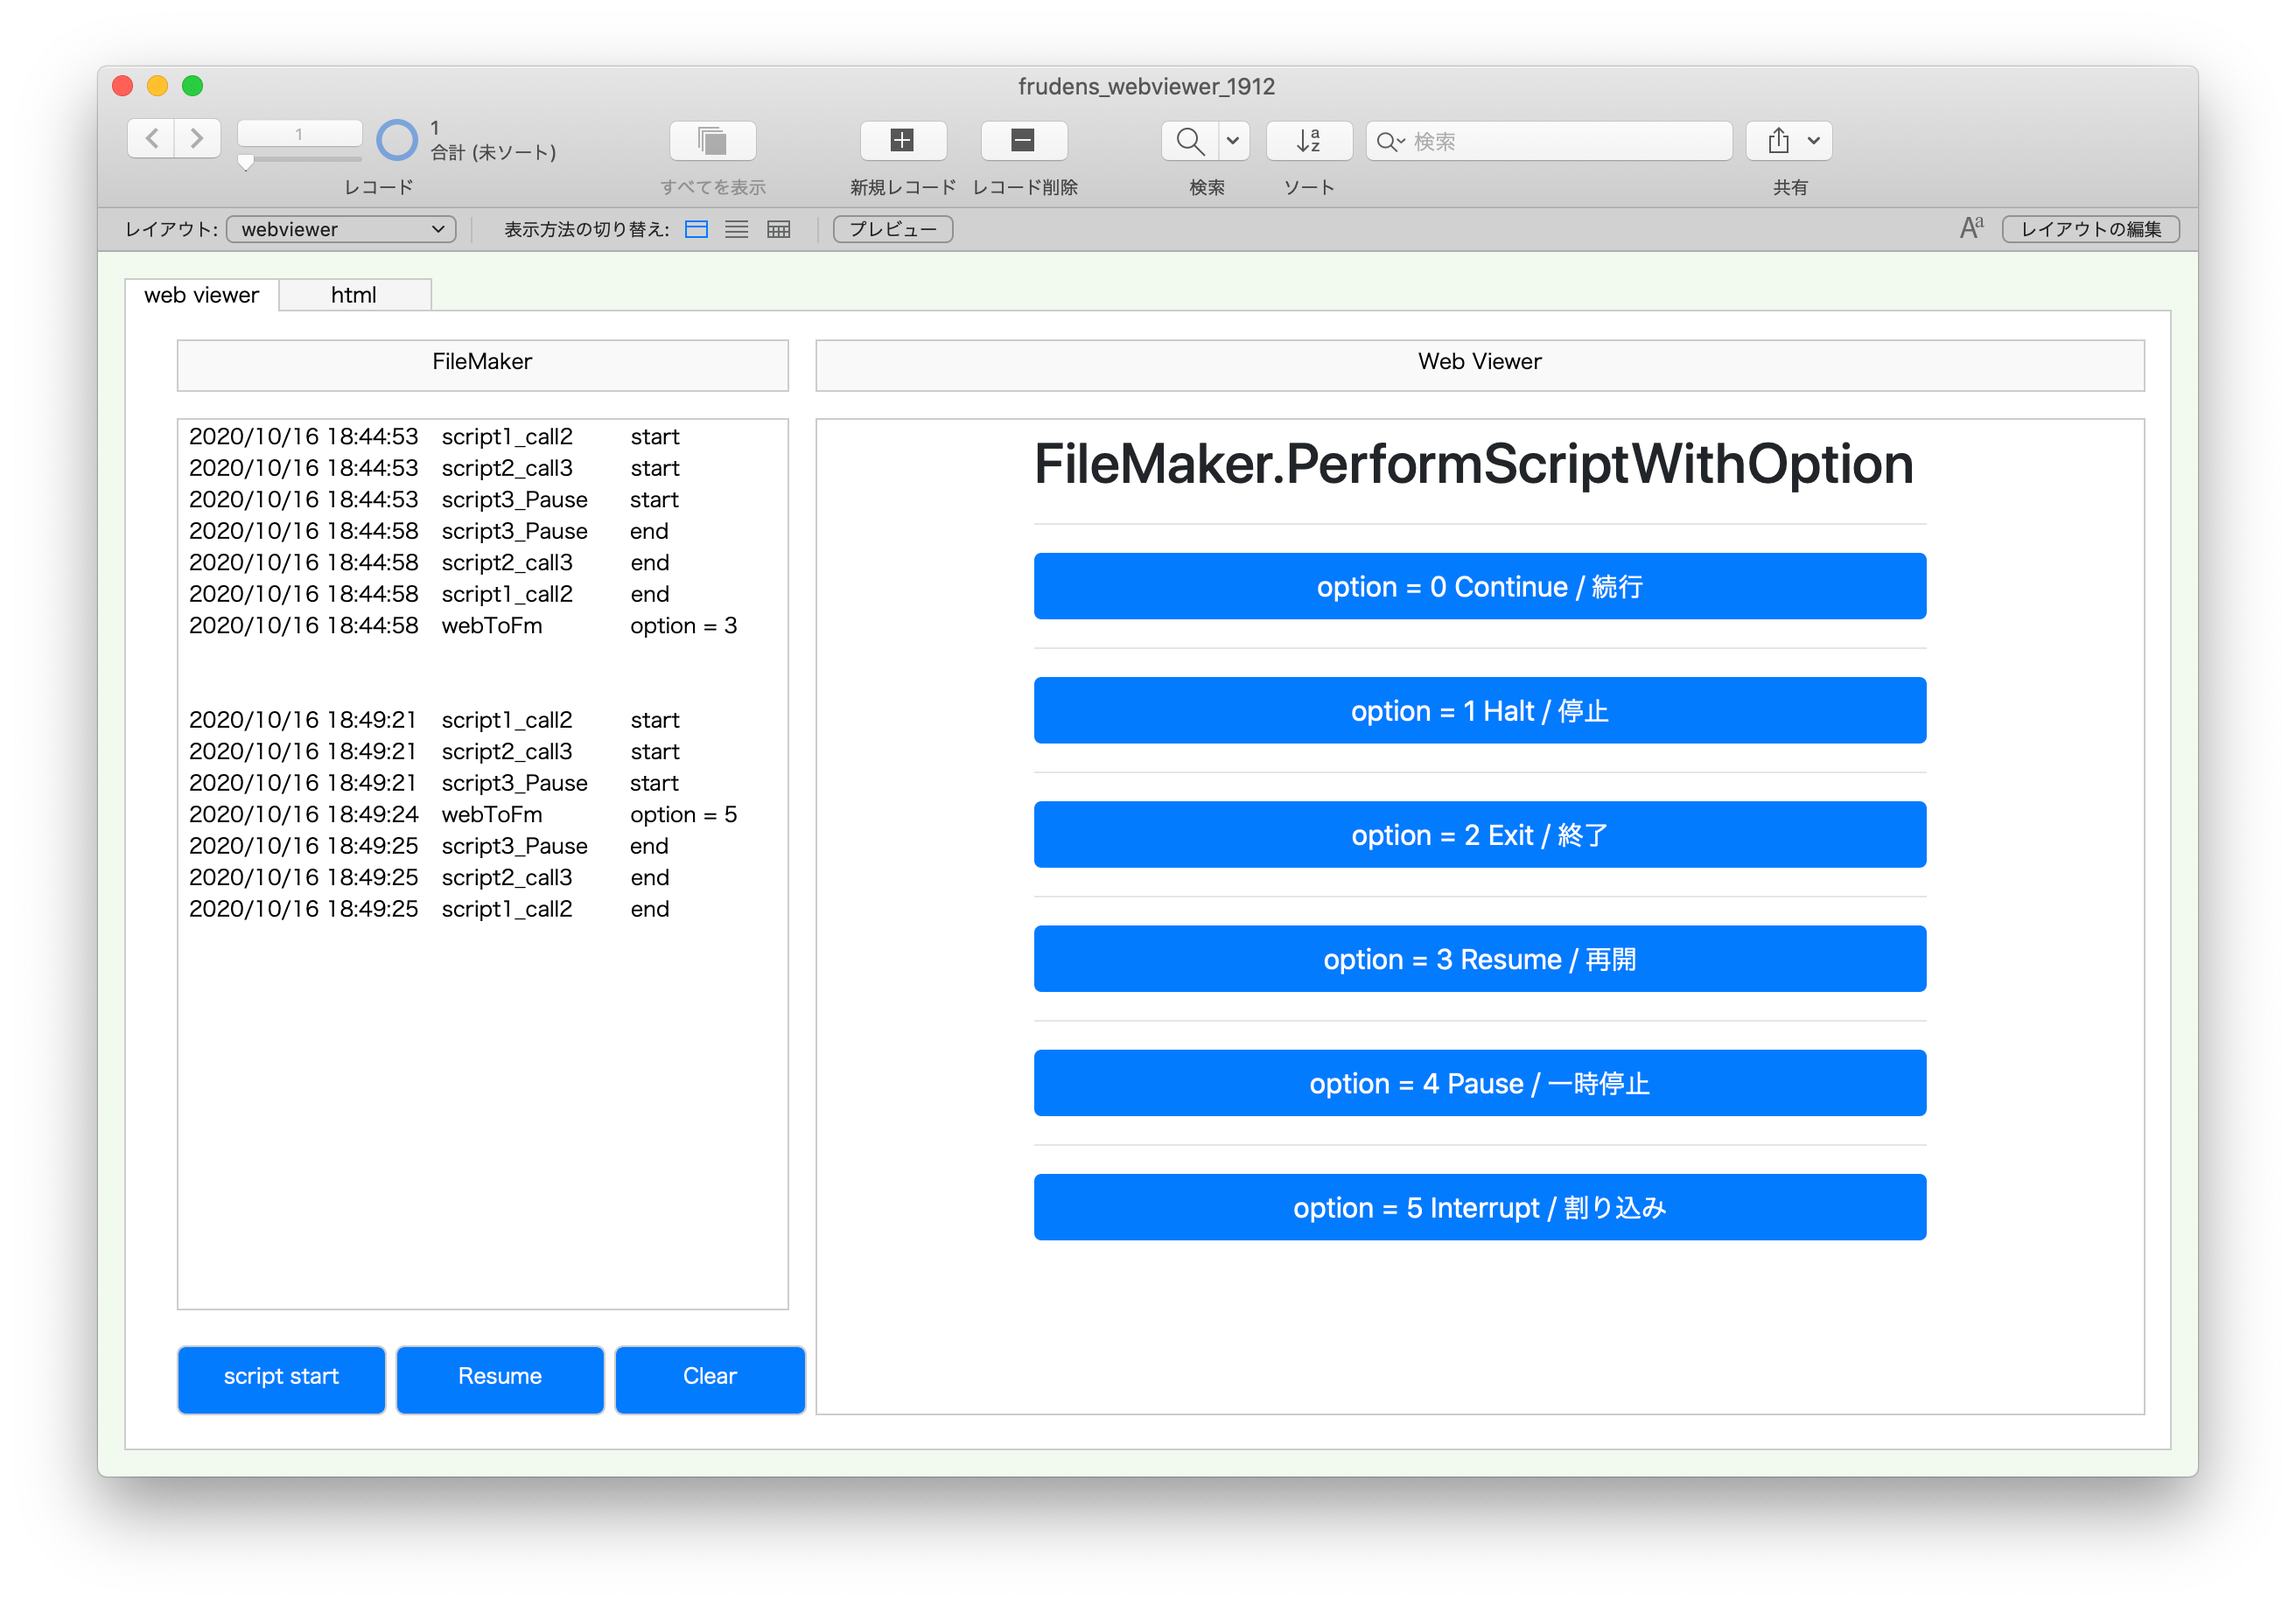 frudens_webviewer_1912
1
1
合計 (未ソート)
レコード
すべてを表示
新規レコード
レコード削除
検索
a
z
ソート
検索
共有
レイアウト:
webviewer
表示方法の切り替え:
プレビュー
Aa
レイアウトの編集
web viewer
html
FileMaker
2020/10/16 18:44:53 script1_call2 start
2020/10/16 18:44:53 script2_call3 start
2020/10/16 18:44:53 script3_Pause start
2020/10/16 18:44:58 script3_Pause end
2020/10/16 18:44:58 script2_call3 end
2020/10/16 18:44:58 script1_call2 end
2020/10/16 18:44:58 webToFm option = 3
2020/10/16 18:49:21 script1_call2 start
2020/10/16 18:49:21 script2_call3 start
2020/10/16 18:49:21 script3_Pause start
2020/10/16 18:49:24 webToFm option = 5
2020/10/16 18:49:25 script3_Pause end
2020/10/16 18:49:25 script2_call3 end
2020/10/16 18:49:25 script1_call2 end
script start
Resume
Clear
Web Viewer
FileMaker.PerformScriptWithOption
option = 0 Continue / 続行
option = 1 Halt / 停止
option = 2 Exit / 終了
option = 3 Resume / 再開
option = 4 Pause / 一時停止
option = 5 Interrupt / 割り込み